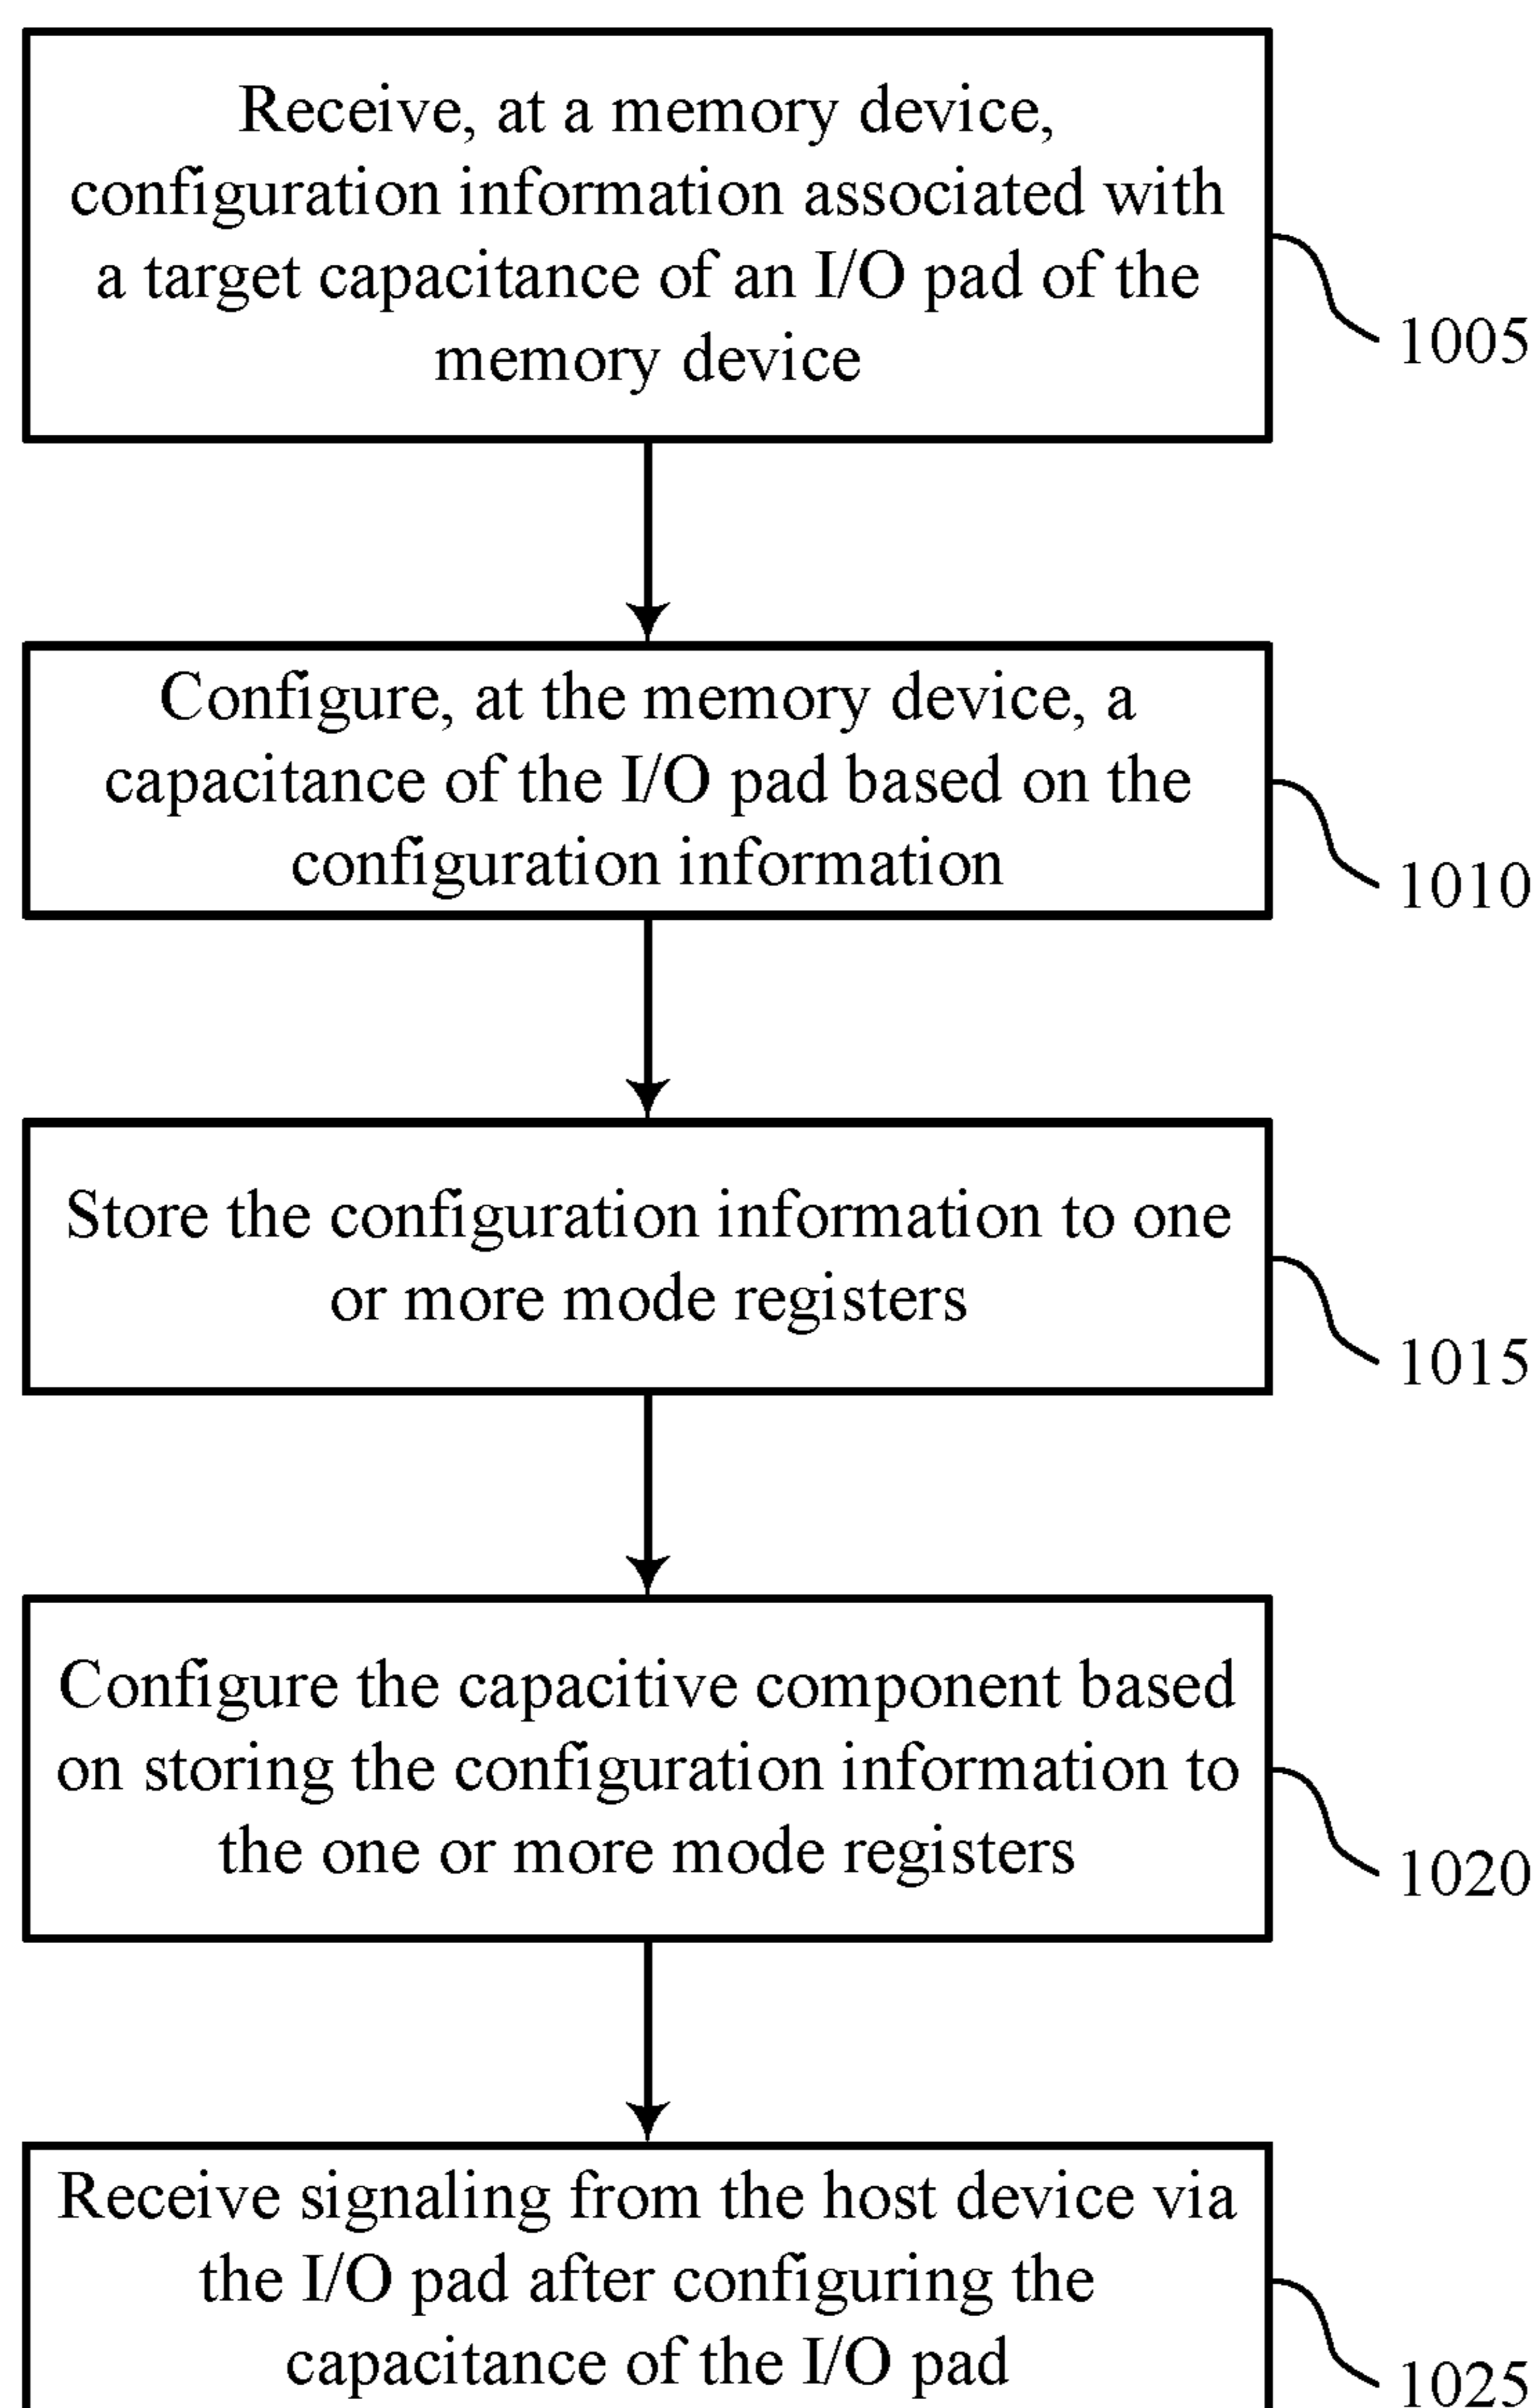 Receive, at a memory device,
configuration information associated with
a target capacitance of an I/O pad of the
memory device
1005
Configure, at the memory device, a
capacitance of the I/O pad based on the
configuration information
1010
Store the configuration information to one
or more mode registers
1015
Configure the capacitive component based
on storing the configuration information to
the one or more mode registers
1020
Receive signaling from the host device via
the I/O pad after configuring the
capacitance of the I/O pad
1025